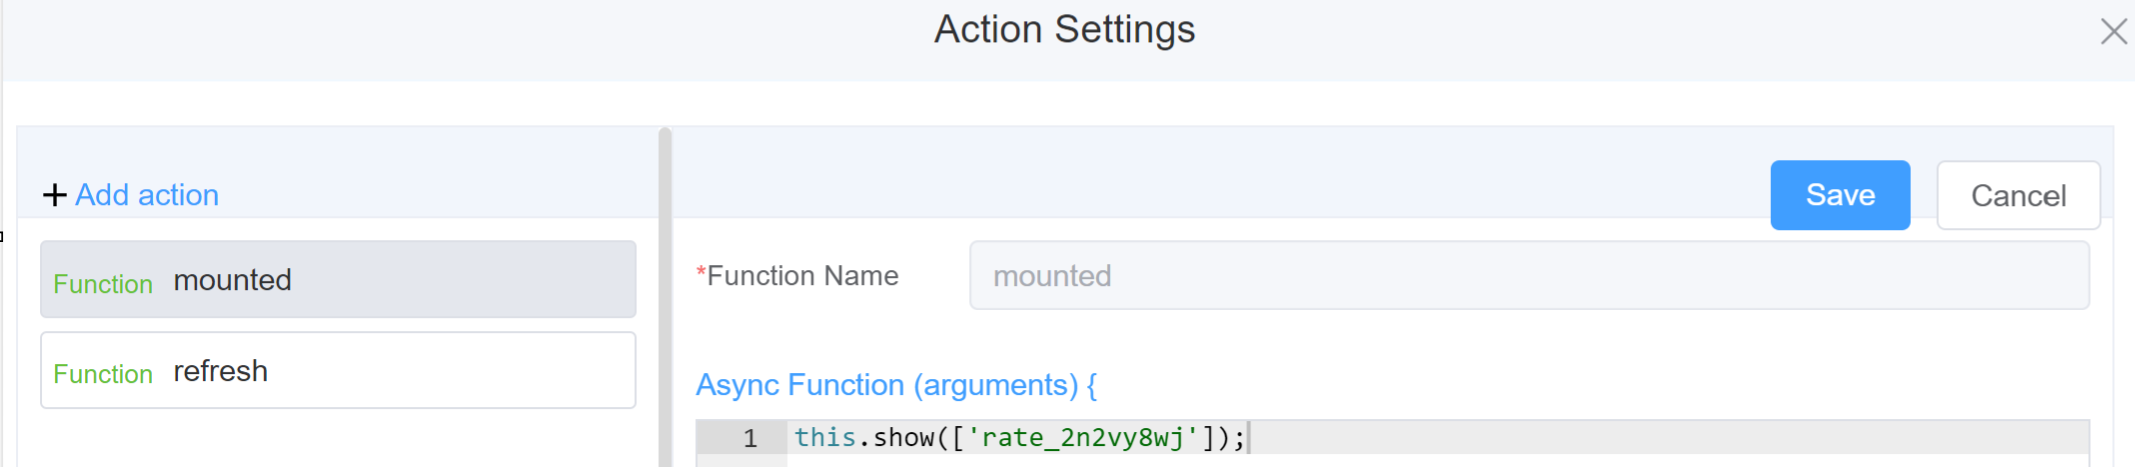 Action Settings
+ Add action
Save
Cancel
Function mounted
Function refresh
*Function Name
mounted
Async Function (arguments) {
1 this.show(['rate_2n2vy8wj']);